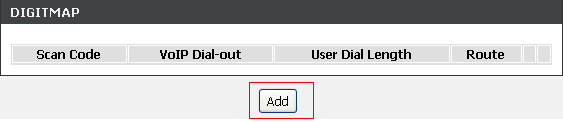 DIGITMAP
Scan Code VoIP Dial-out User Dial Length Route
Add